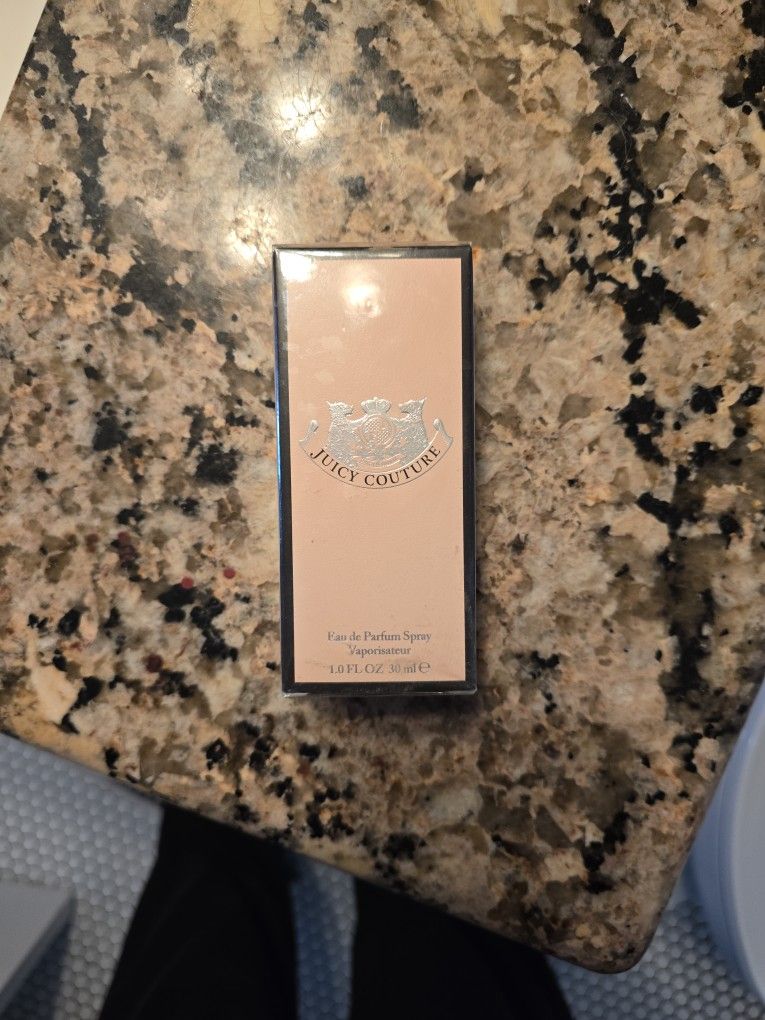 JUICY COUTURE
Eau de Parfum Spray
Vaporisateur
1.0 FL OZ 30 ml ℮